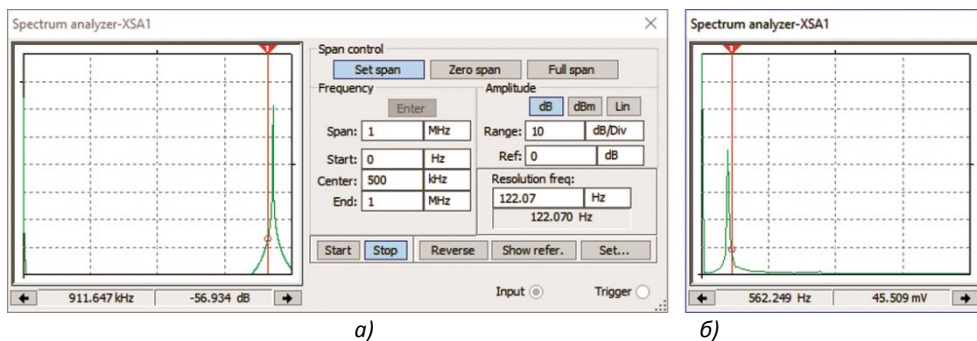 Spectrum analyzer-XSA1
1
911.647 kHz -56.934 dB
Span control
Set span Zero span Full span
Frequency
Enter
Span: 1 MHz
Start: 0 Hz
Center: 500 kHz
End: 1 MHz
Amplitude
dB dBm Lin
Range: 10 dB/Div
Ref: 0 dB
Resolution freq:
122.07 Hz
122.070 Hz
Start Stop Reverse Show refer. Set...
Input Trigger
а)
Spectrum analyzer-XSA1
1
562.249 Hz 45.509 mV
б)